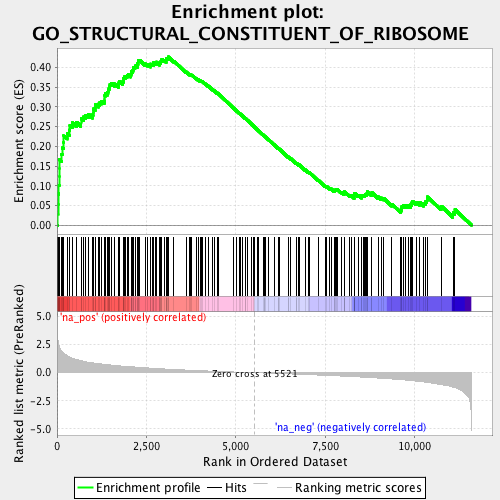 Enrichment plot:
GO_STRUCTURAL_CONSTITUENT_OF_RIBOSOME
Enrichment score (ES)
0.40
0.35
0.30
0.25
0.20
0.15
0.10
0.05
0.00
'na_pos' (positively correlated)
Ranked list metric (PreRanked)
5.0
2.5
0.0
-2.5
-5.0
Zero cross at 5521
'na_neg' (negatively correlated)
0
2,500
5,000
7,500
10,000
Rank in Ordered Dataset
Enrichment profile
Hits
Ranking metric scores